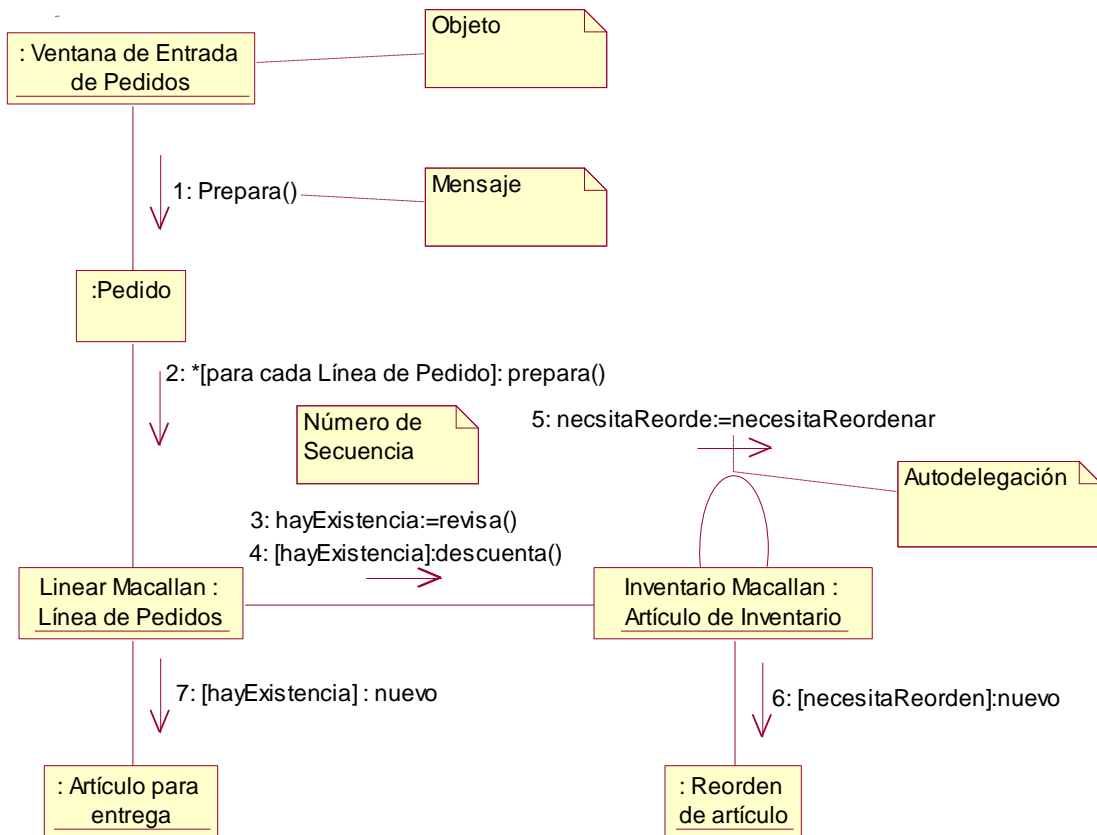 Objeto
: Ventana de Entrada
de Pedidos
Mensaje
1: Prepara()
:Pedido
2: *[para cada Línea de Pedido]: prepara()
Número de
Secuencia
5: necsitaReorde:=necesitaReordenar
Autodelegación
3: hayExistencia:=revisa()
4: [hayExistencia]:descuenta()
Linear Macallan :
Línea de Pedidos
Inventario Macallan :
Artículo de Inventario
7: [hayExistencia] : nuevo
6: [necesitaReorden]:nuevo
: Artículo para
entrega
: Reorden
de artículo